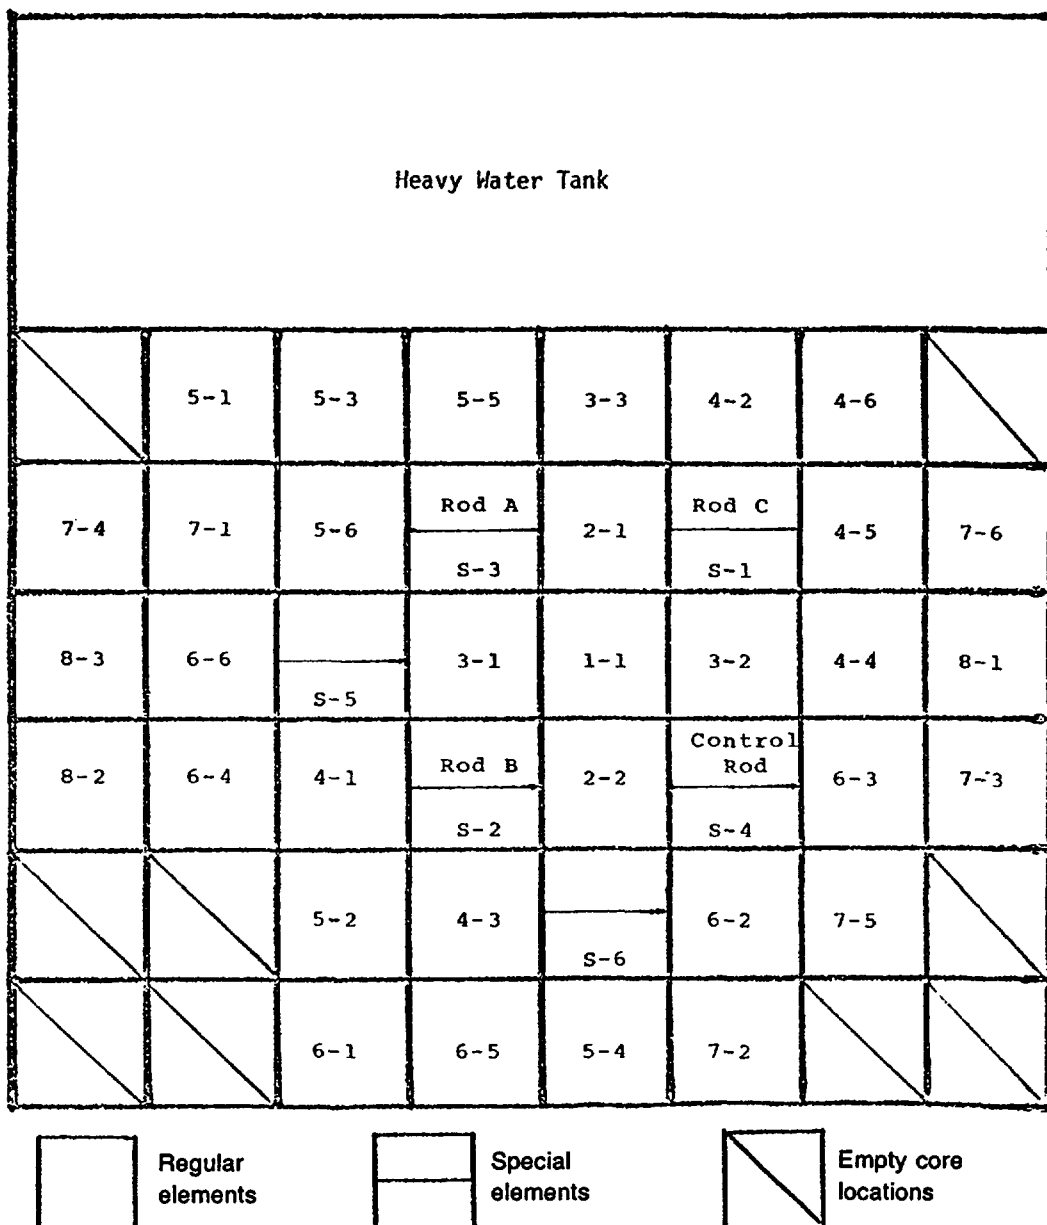 Heavy Water Tank
5-1 5-3 5-5 3-3 4-2 4-6
Rod A Rod C
7-4 7-1 5-6 2-1 4-5 7-6
S-3 S-1
8-3 6-6 3-1 1-1 3-2 4-4 8-1
S-5
Control
Rod B Rod
8-2 6-4 4-1 2-2 6-3 7-3
S-2 S-4
5-2 4-3 6-2 7-5
S-6
6-1 6-5 5-4 7-2
Regular Special Empty core
elements elements locations